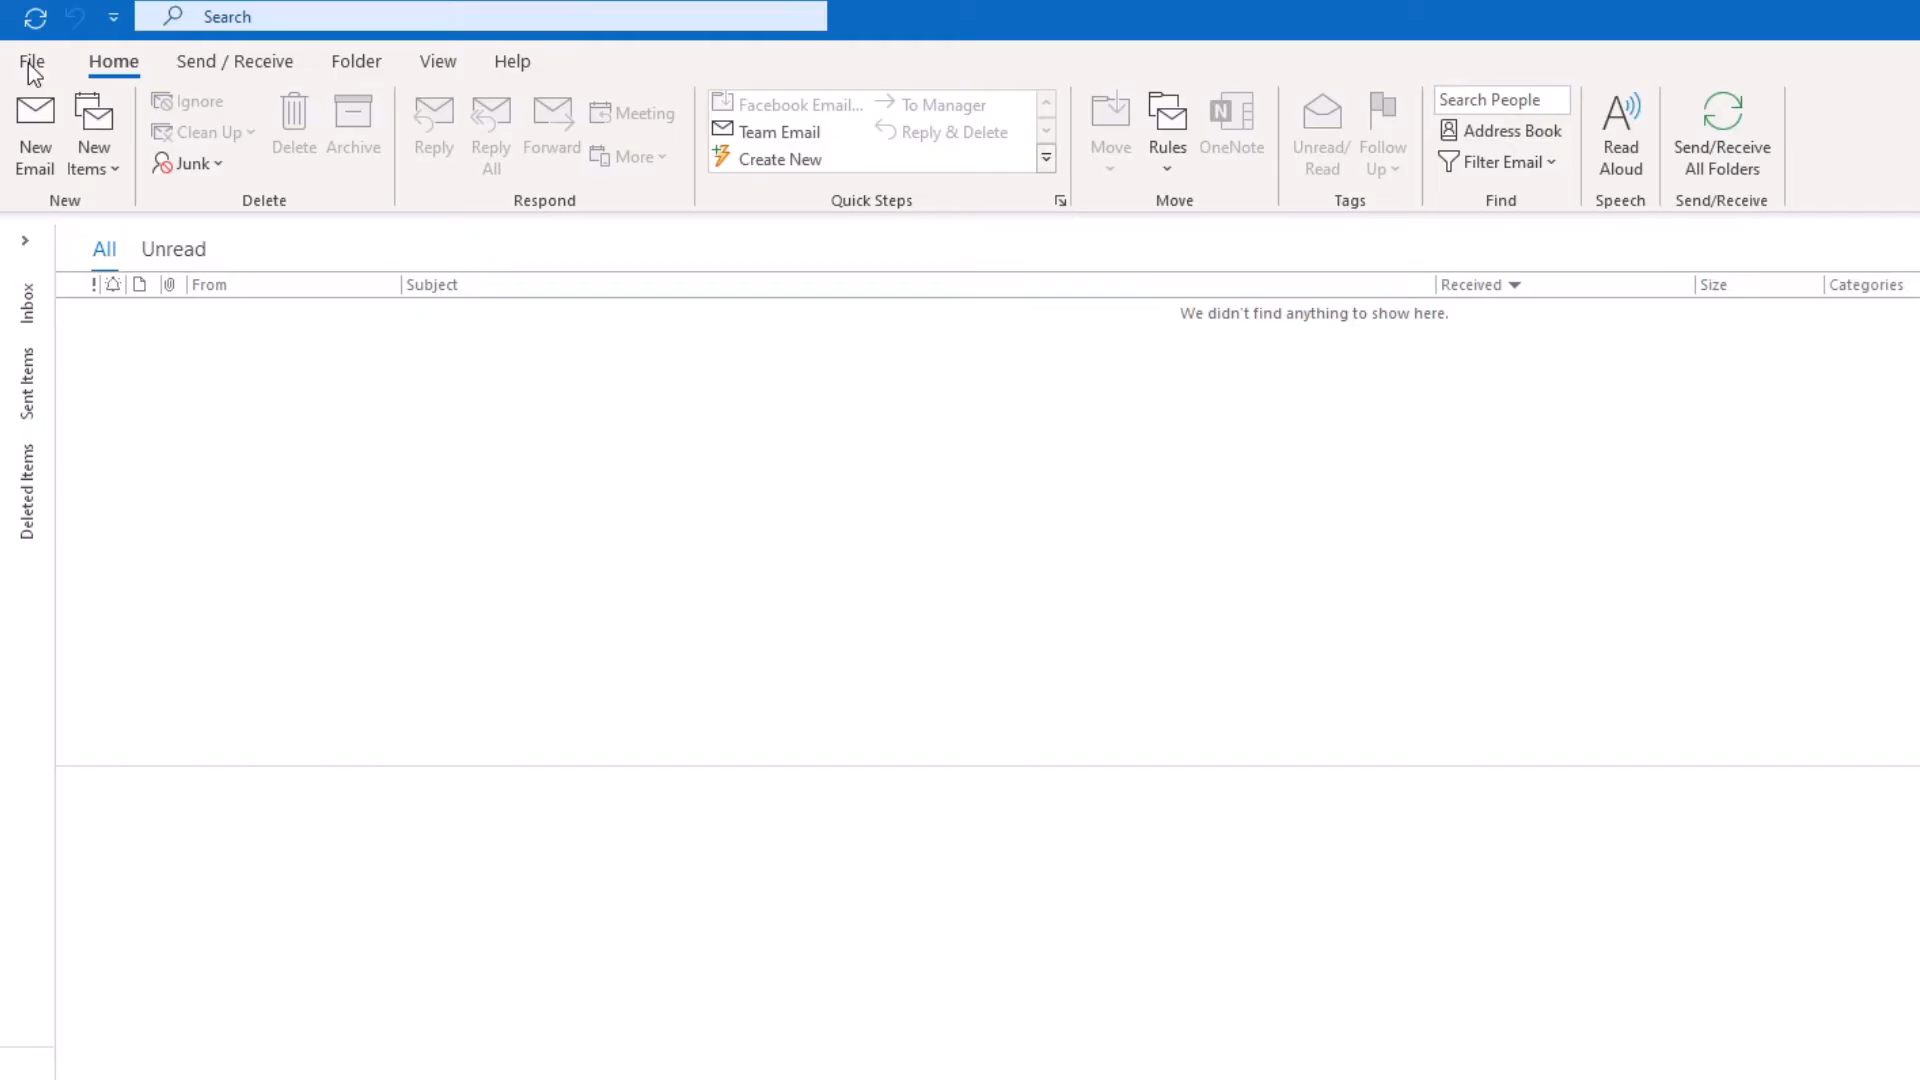 Search
File Home Send / Receive Folder View Help
New Email
New Items
Ignore
Clean Up
Junk
Delete
Archive
Reply
Reply All
Forward
Meeting
More
Facebook Email...
Team Email
Create New
To Manager
Reply & Delete
Move
Rules
OneNote
Unread/ Read
Follow Up
Search People
Address Book
Filter Email
Read Aloud
Send/Receive All Folders
New Delete Respond Quick Steps Move Tags Find Speech Send/Receive
All Unread
! From Subject Received Size Categories
We didn't find anything to show here.
Inbox
Sent Items
Deleted Items